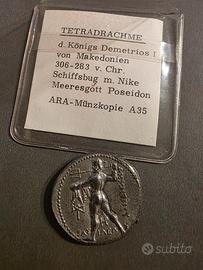 TETRADRACHME
d. Königs Demetrios I
von Makedonien
306-283 v. Chr.
Schiffsbug m. Nike
Meeresgott Poseidon
ARA-Münzkopie A35
subito